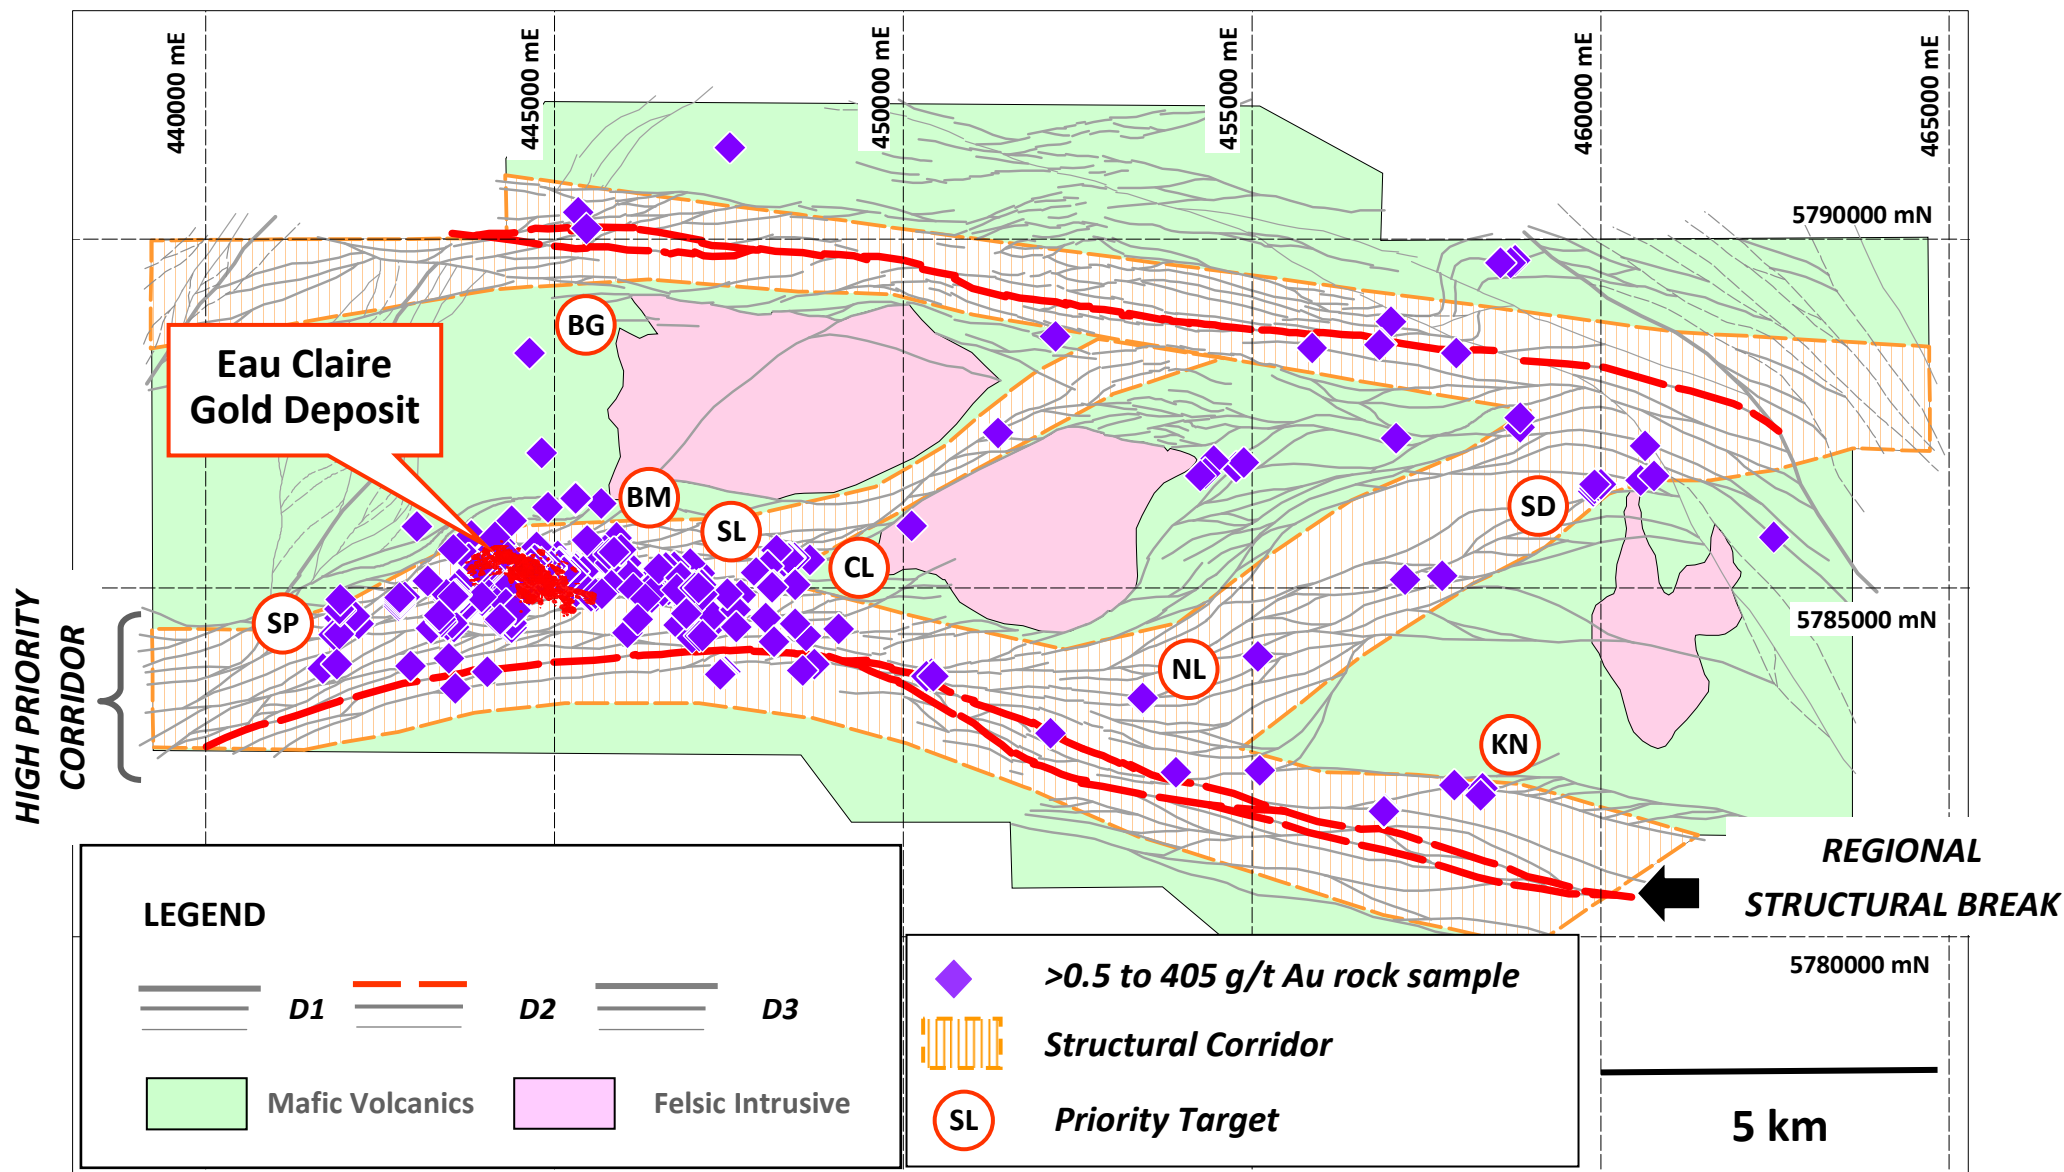 440000 mE
445000 mE
450000 mE
455000 mE
460000 mE
465000 mE
5790000 mN
BG
Eau Claire
Gold Deposit
BM
SL
SD
CL
SP
5785000 mN
NL
KN
HIGH PRIORITY
CORRIDOR
REGIONAL
STRUCTURAL BREAK
5780000 mN
LEGEND
D1
D2
D3
Mafic Volcanics
Felsic Intrusive
>0.5 to 405 g/t Au rock sample
Structural Corridor
SL
Priority Target
5 km